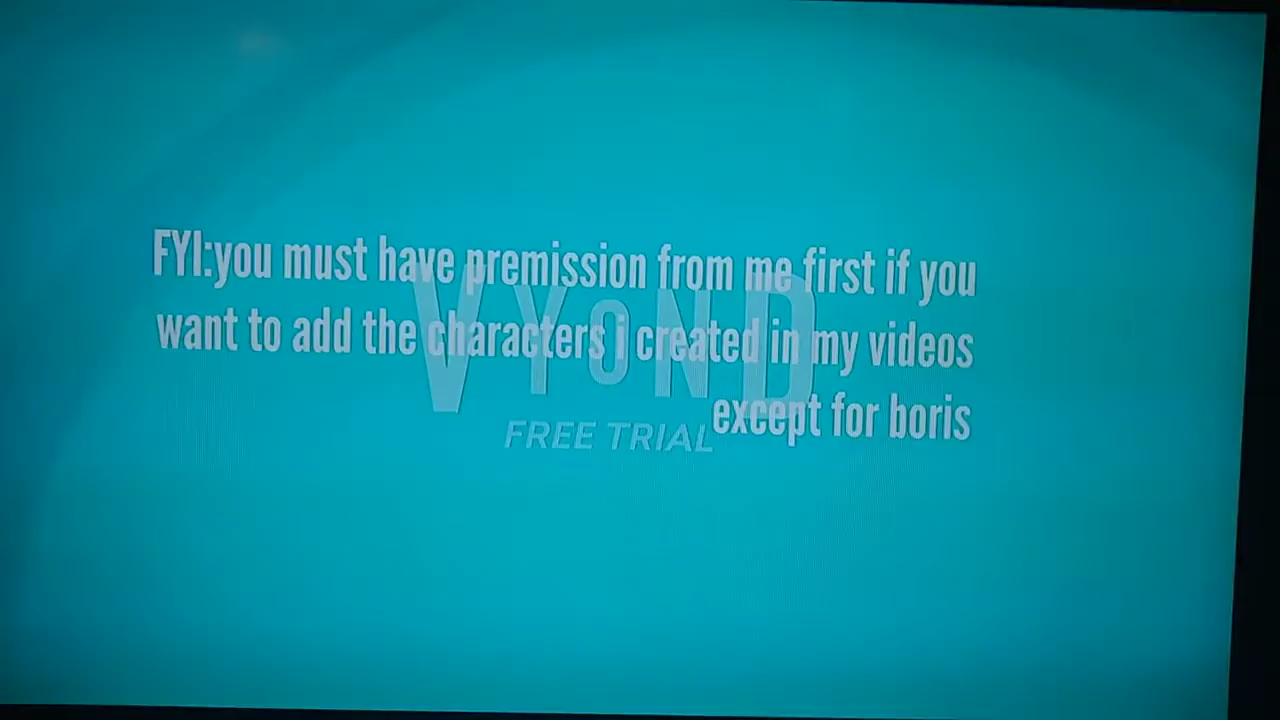 FYI:you must have premission from me first if you
want to add the characters i created in my videos
except for boris
VYOND
FREE TRIAL